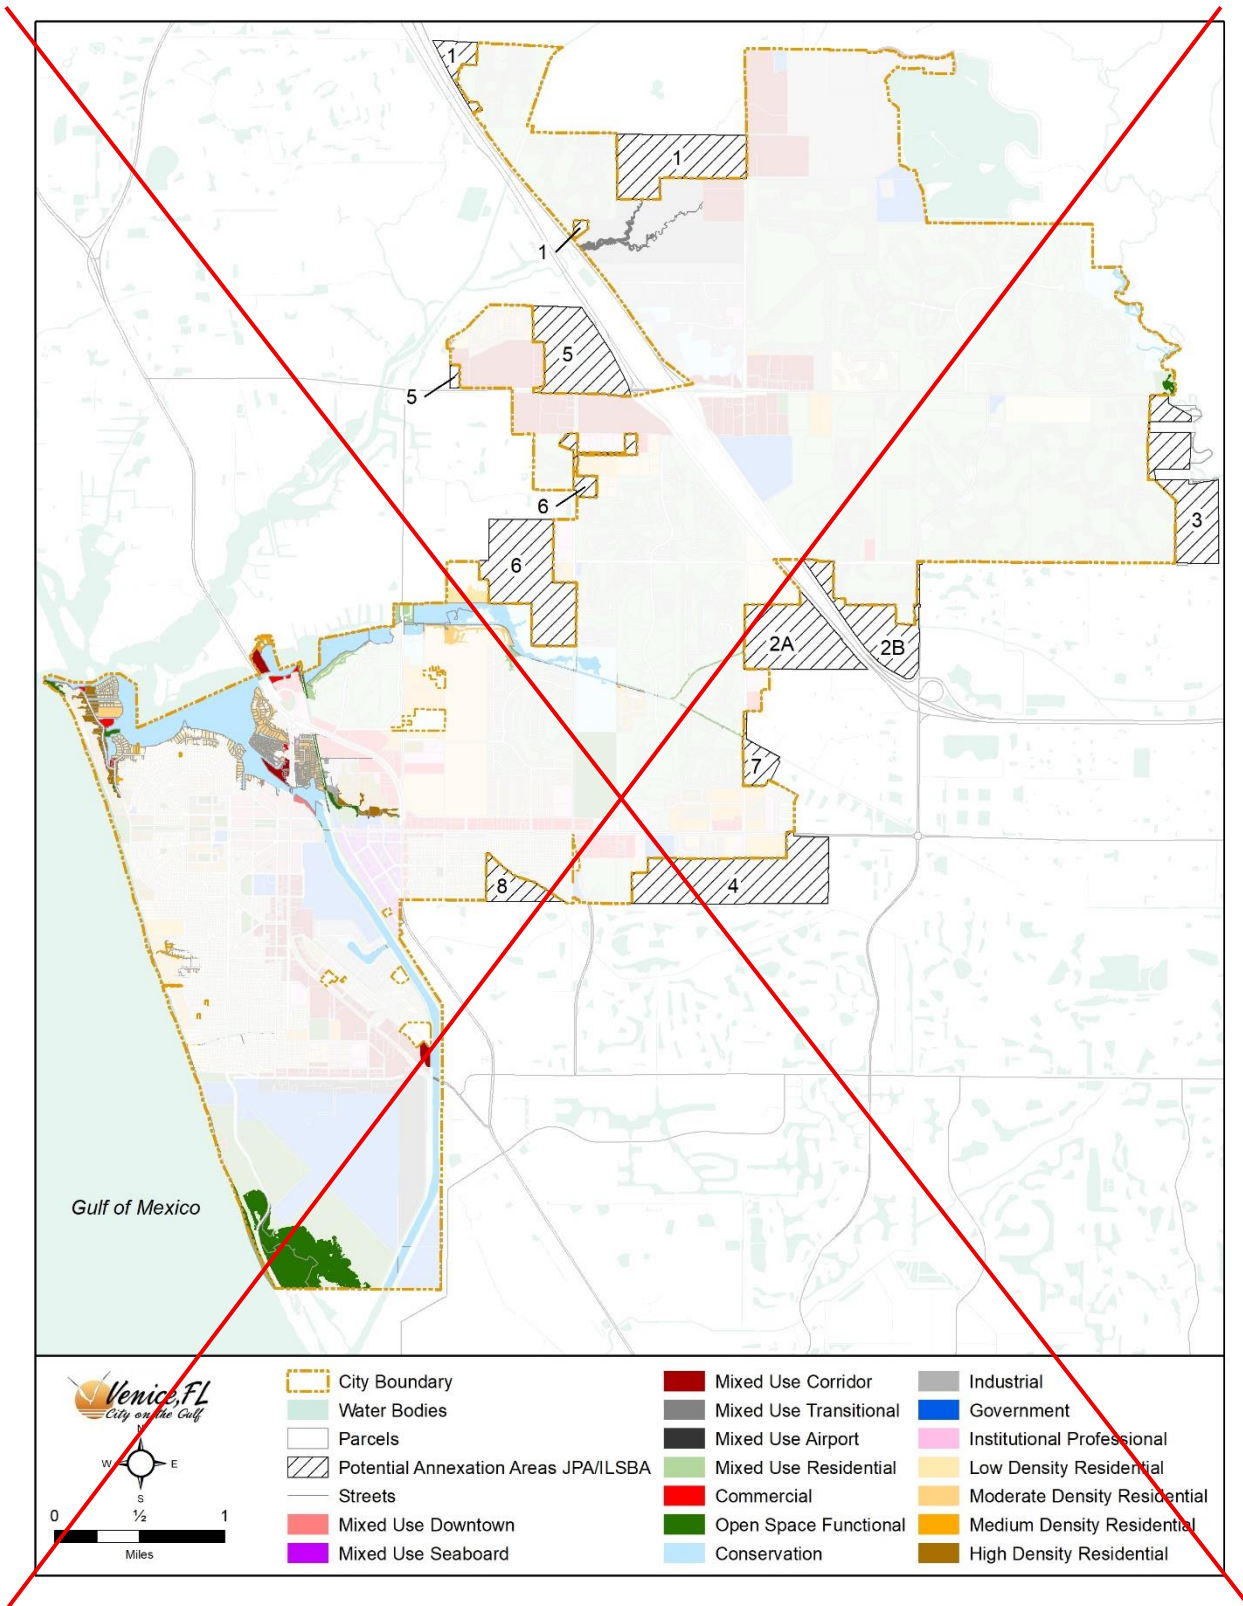 1
1
1
5
5
6
6
3
2A
2B
7
8
4
Gulf of Mexico
Venice, FL
City on the Gulf
N
W
E
S
0
½
1
Miles
City Boundary
Water Bodies
Parcels
Potential Annexation Areas JPA/ILSBA
Streets
Mixed Use Downtown
Mixed Use Seaboard
Mixed Use Corridor
Mixed Use Transitional
Mixed Use Airport
Mixed Use Residential
Commercial
Open Space Functional
Conservation
Industrial
Government
Institutional Professional
Low Density Residential
Moderate Density Residential
Medium Density Residential
High Density Residential